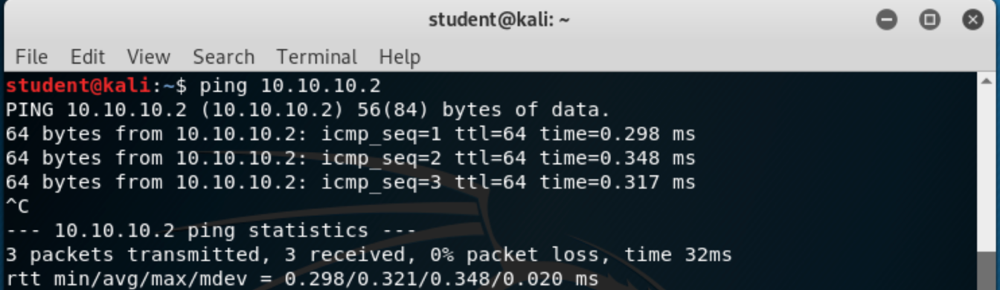 student@kali: ~
File Edit View Search Terminal Help
student@kali:~$ ping 10.10.10.2
PING 10.10.10.2 (10.10.10.2) 56(84) bytes of data.
64 bytes from 10.10.10.2: icmp_seq=1 ttl=64 time=0.298 ms
64 bytes from 10.10.10.2: icmp_seq=2 ttl=64 time=0.348 ms
64 bytes from 10.10.10.2: icmp_seq=3 ttl=64 time=0.317 ms
^C
--- 10.10.10.2 ping statistics ---
3 packets transmitted, 3 received, 0% packet loss, time 32ms
rtt min/avg/max/mdev = 0.298/0.321/0.348/0.020 ms